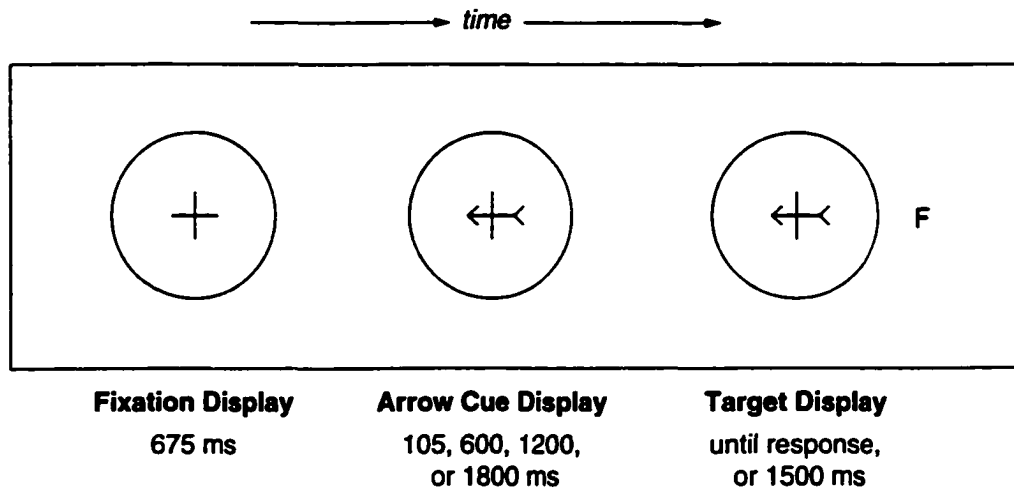 time
F
Fixation Display
Arrow Cue Display
Target Display
675 ms
105, 600, 1200,
or 1800 ms
until response,
or 1500 ms